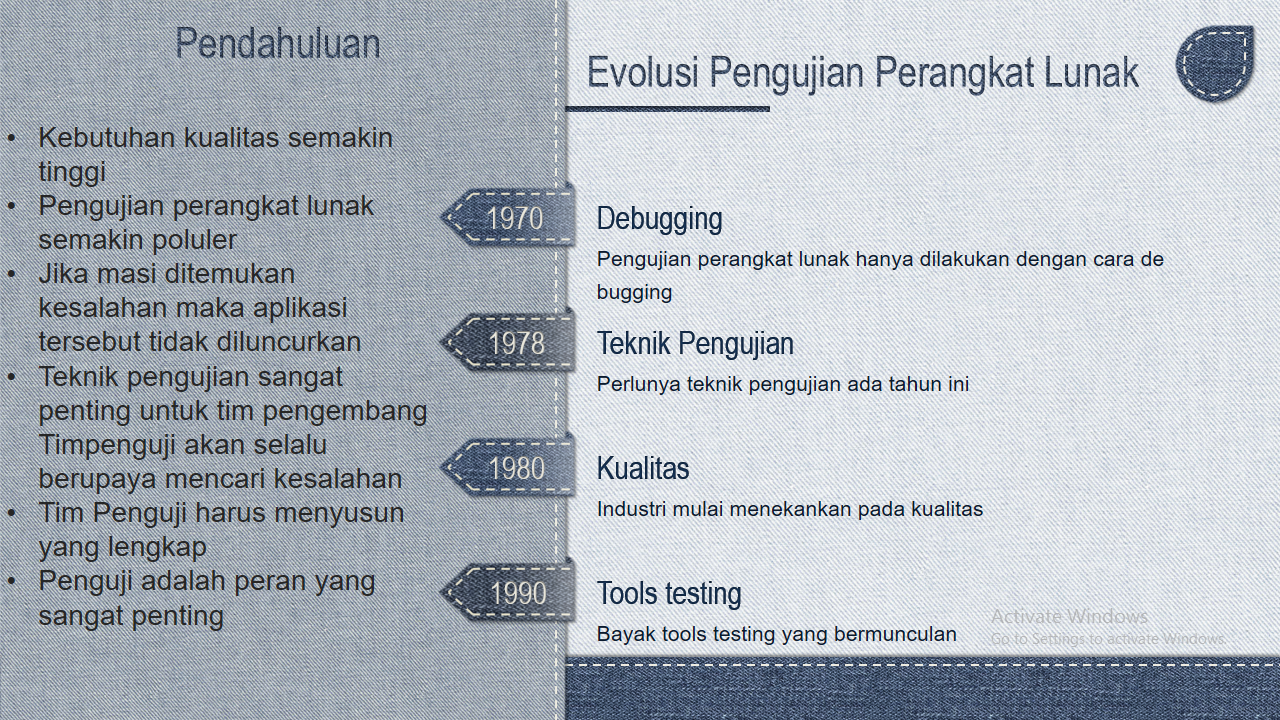 Pendahuluan
• Kebutuhan kualitas semakin
tinggi
• Pengujian perangkat lunak
semakin poluler
• Jika masi ditemukan
kesalahan maka aplikasi
tersebut tidak diluncurkan
• Teknik pengujian sangat
penting untuk tim pengembang
Timpenguji akan selalu
berupaya mencari kesalahan
• Tim Penguji harus menyusun
yang lengkap
• Penguji adalah peran yang
sangat penting
Evolusi Pengujian Perangkat Lunak
1970
Debugging
Pengujian perangkat lunak hanya dilakukan dengan cara de
bugging
1978
Teknik Pengujian
Perlunya teknik pengujian ada tahun ini
1980
Kualitas
Industri mulai menekankan pada kualitas
1990
Tools testing
Bayak tools testing yang bermunculan
Activate Windows
Go to Settings to activate Windows.